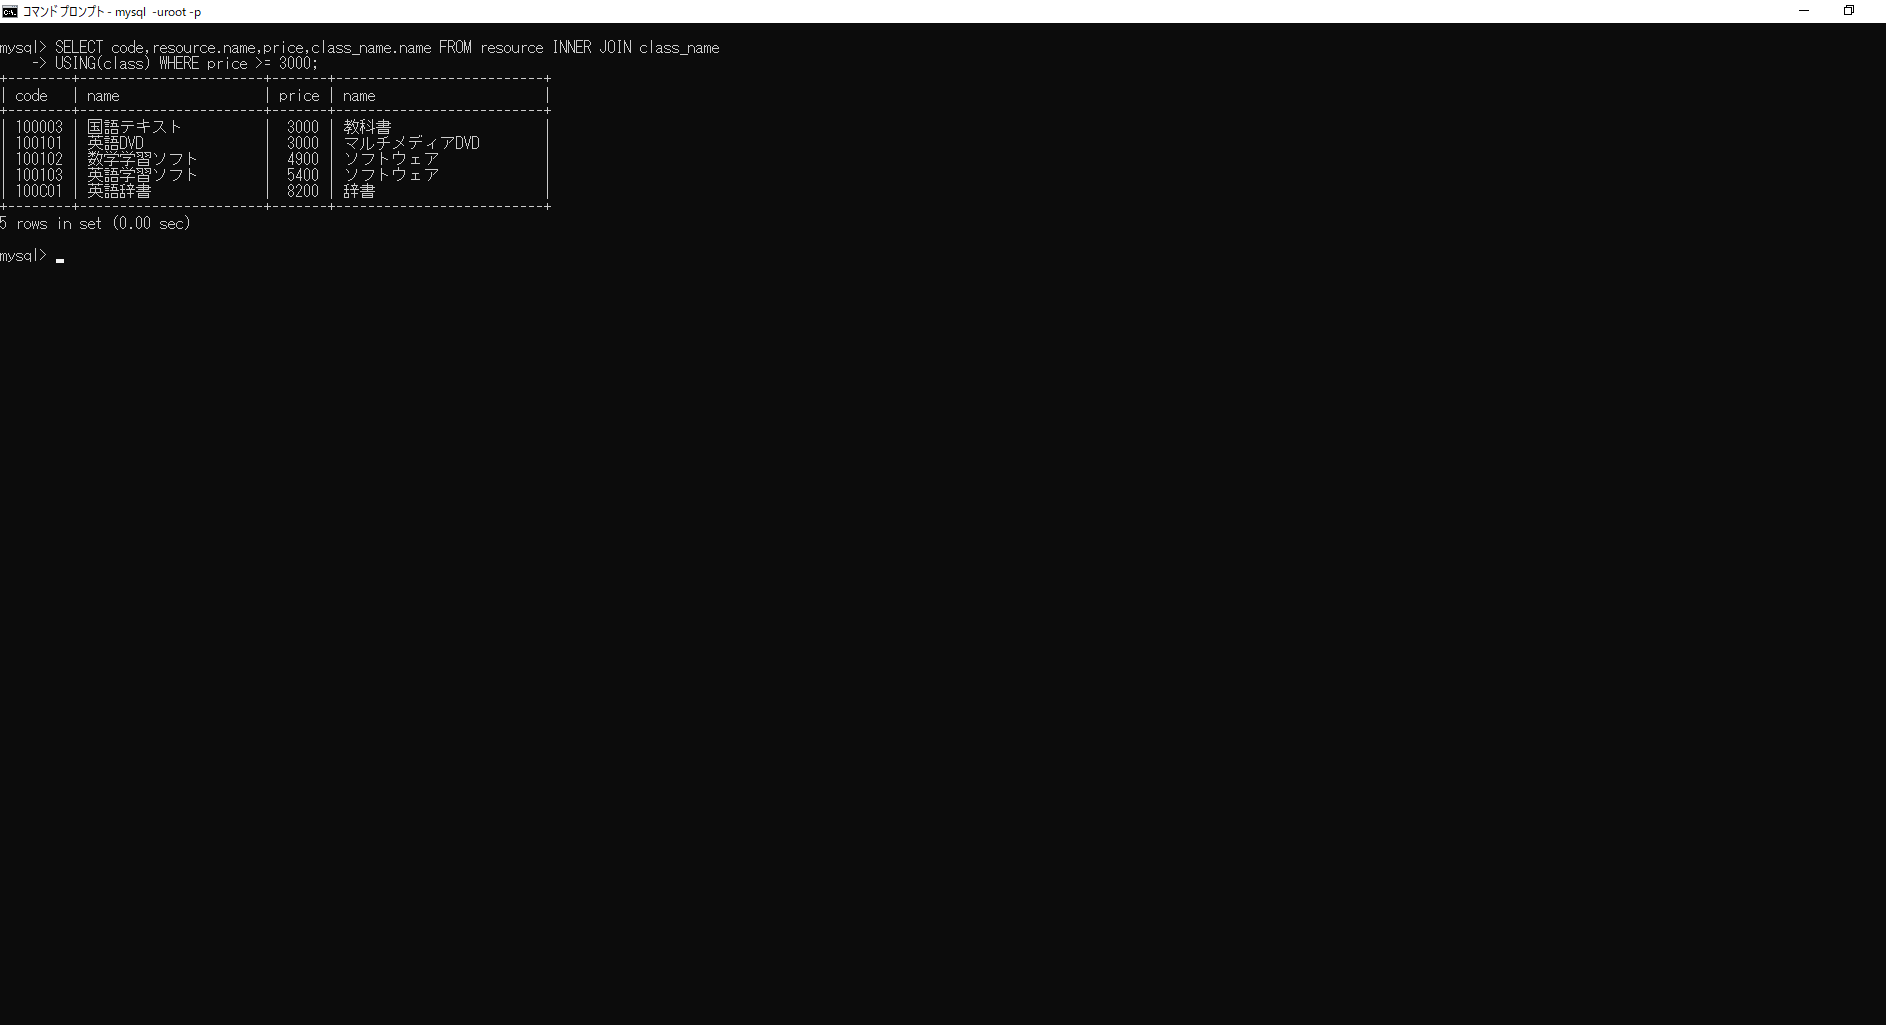 コマンド プロンプト - mysql  -uroot -p
mysql> SELECT code,resource.name,price,class_name.name FROM resource INNER JOIN class_name
    -> USING(class) WHERE price >= 3000;
+--------+-----------------------+-------+--------------------------+
| code   | name                  | price | name                     |
+--------+-----------------------+-------+--------------------------+
| 100003 | 国語テキスト          |  3000 | 教科書                   |
| 100101 | 英語DVD               |  3000 | マルチメディアDVD        |
| 100102 | 数学学習ソフト        |  4900 | ソフトウェア             |
| 100103 | 英語学習ソフト        |  5400 | ソフトウェア             |
| 100C01 | 英語辞書              |  8200 | 辞書                     |
+--------+-----------------------+-------+--------------------------+
5 rows in set (0.00 sec)
mysql>